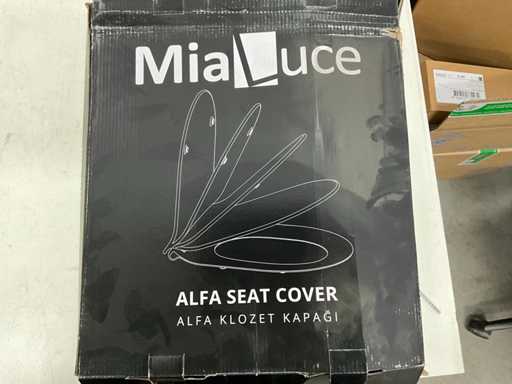 MiaLuce
ALFA SEAT COVER
ALFA KLOZET KAPAĞI